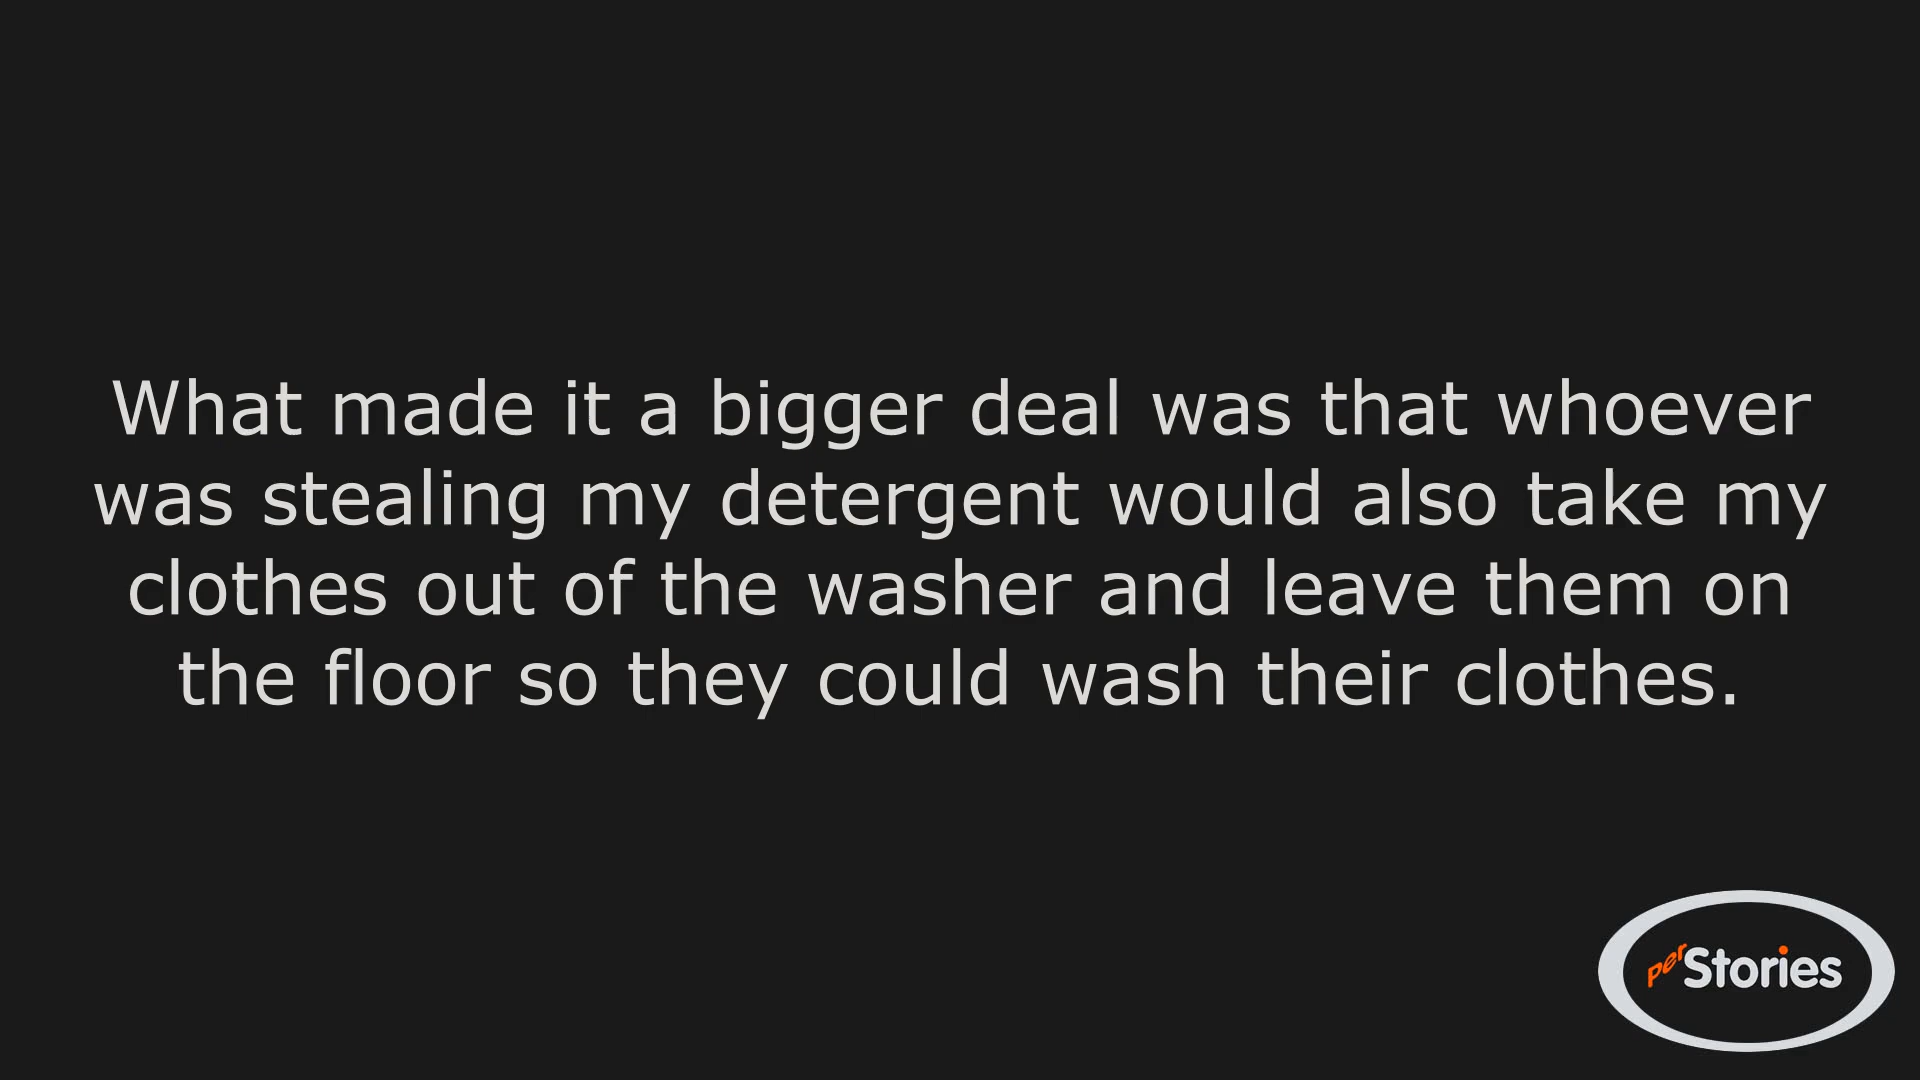 What made it a bigger deal was that whoever
was stealing my detergent would also take my
clothes out of the washer and leave them on
the floor so they could wash their clothes.
perStories